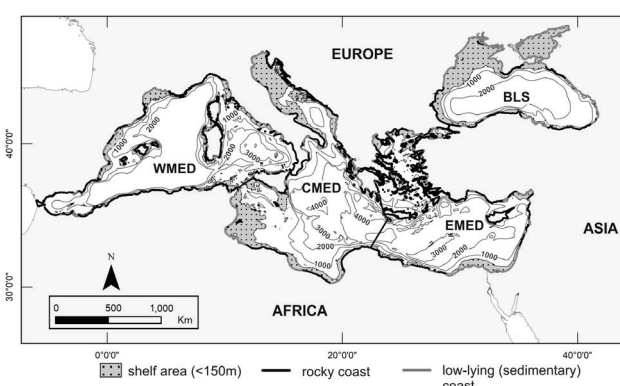 EUROPE
1000
2000
BLS
1000
2000
1000
1000
2000
3000
40°0'0"
WMED
CMED
4000
4000
3000
2000
1000
EMED
3000
2000
1000
ASIA
N
30°0'0"
0 500 1,000
Km
AFRICA
0°0'0"
20°0'0"
40°0'0"
shelf area (<150m)
rocky coast
low-lying (sedimentary)
coast